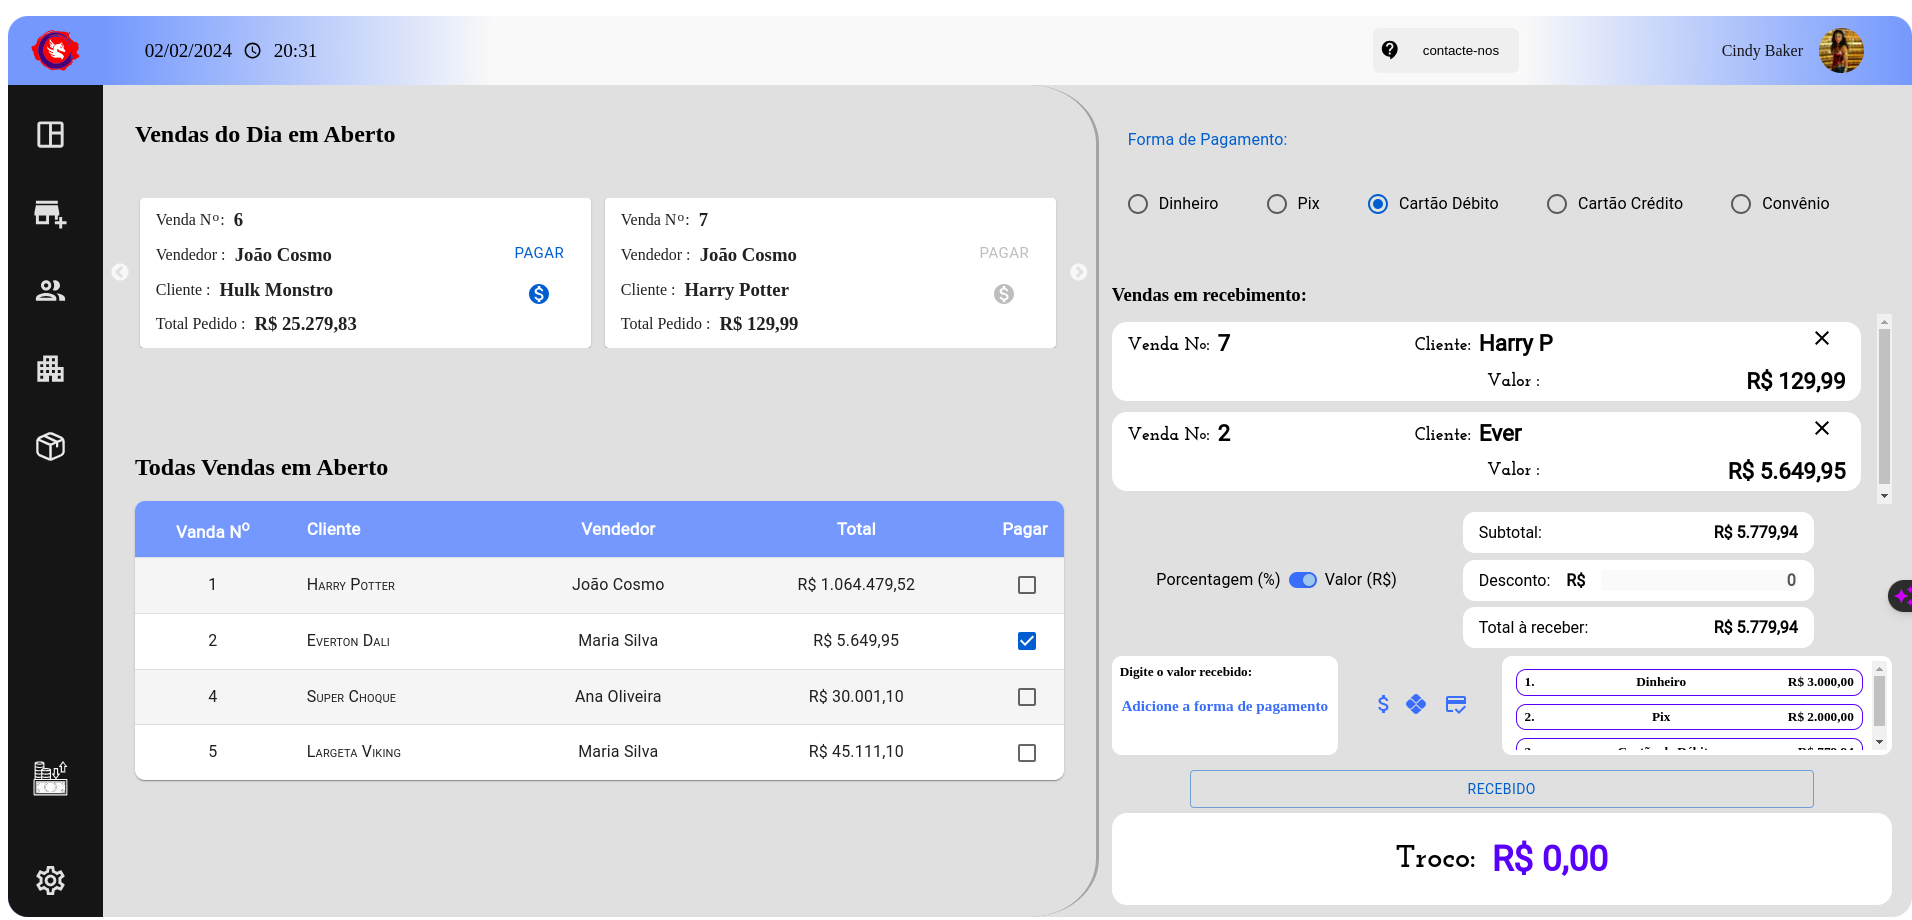 02/02/2024 20:31
contacte-nos
Cindy Baker
Vendas do Dia em Aberto
Venda Nº: 6
Vendedor : João Cosmo
Cliente : Hulk Monstro
Total Pedido : R$ 25.279,83
PAGAR
Venda Nº: 7
Vendedor : João Cosmo
Cliente : Harry Potter
Total Pedido : R$ 129,99
PAGAR
Todas Vendas em Aberto
Vanda Nº Cliente Vendedor Total Pagar
1 Harry Potter João Cosmo R$ 1.064.479,52
2 Everton Dali Maria Silva R$ 5.649,95
4 Super Choque Ana Oliveira R$ 30.001,10
5 Largeta Viking Maria Silva R$ 45.111,10
Forma de Pagamento:
Dinheiro Pix Cartão Débito Cartão Crédito Convênio
Vendas em recebimento:
Venda Nº: 7 Cliente: Harry P
Valor : R$ 129,99
Venda Nº: 2 Cliente: Ever
Valor : R$ 5.649,95
Subtotal: R$ 5.779,94
Porcentagem (%) Valor (R$)
Desconto: R$ 0
Total à receber: R$ 5.779,94
Digite o valor recebido:
Adicione a forma de pagamento
1. Dinheiro R$ 3.000,00
2. Pix R$ 2.000,00
RECEBIDO
Troco: R$ 0,00